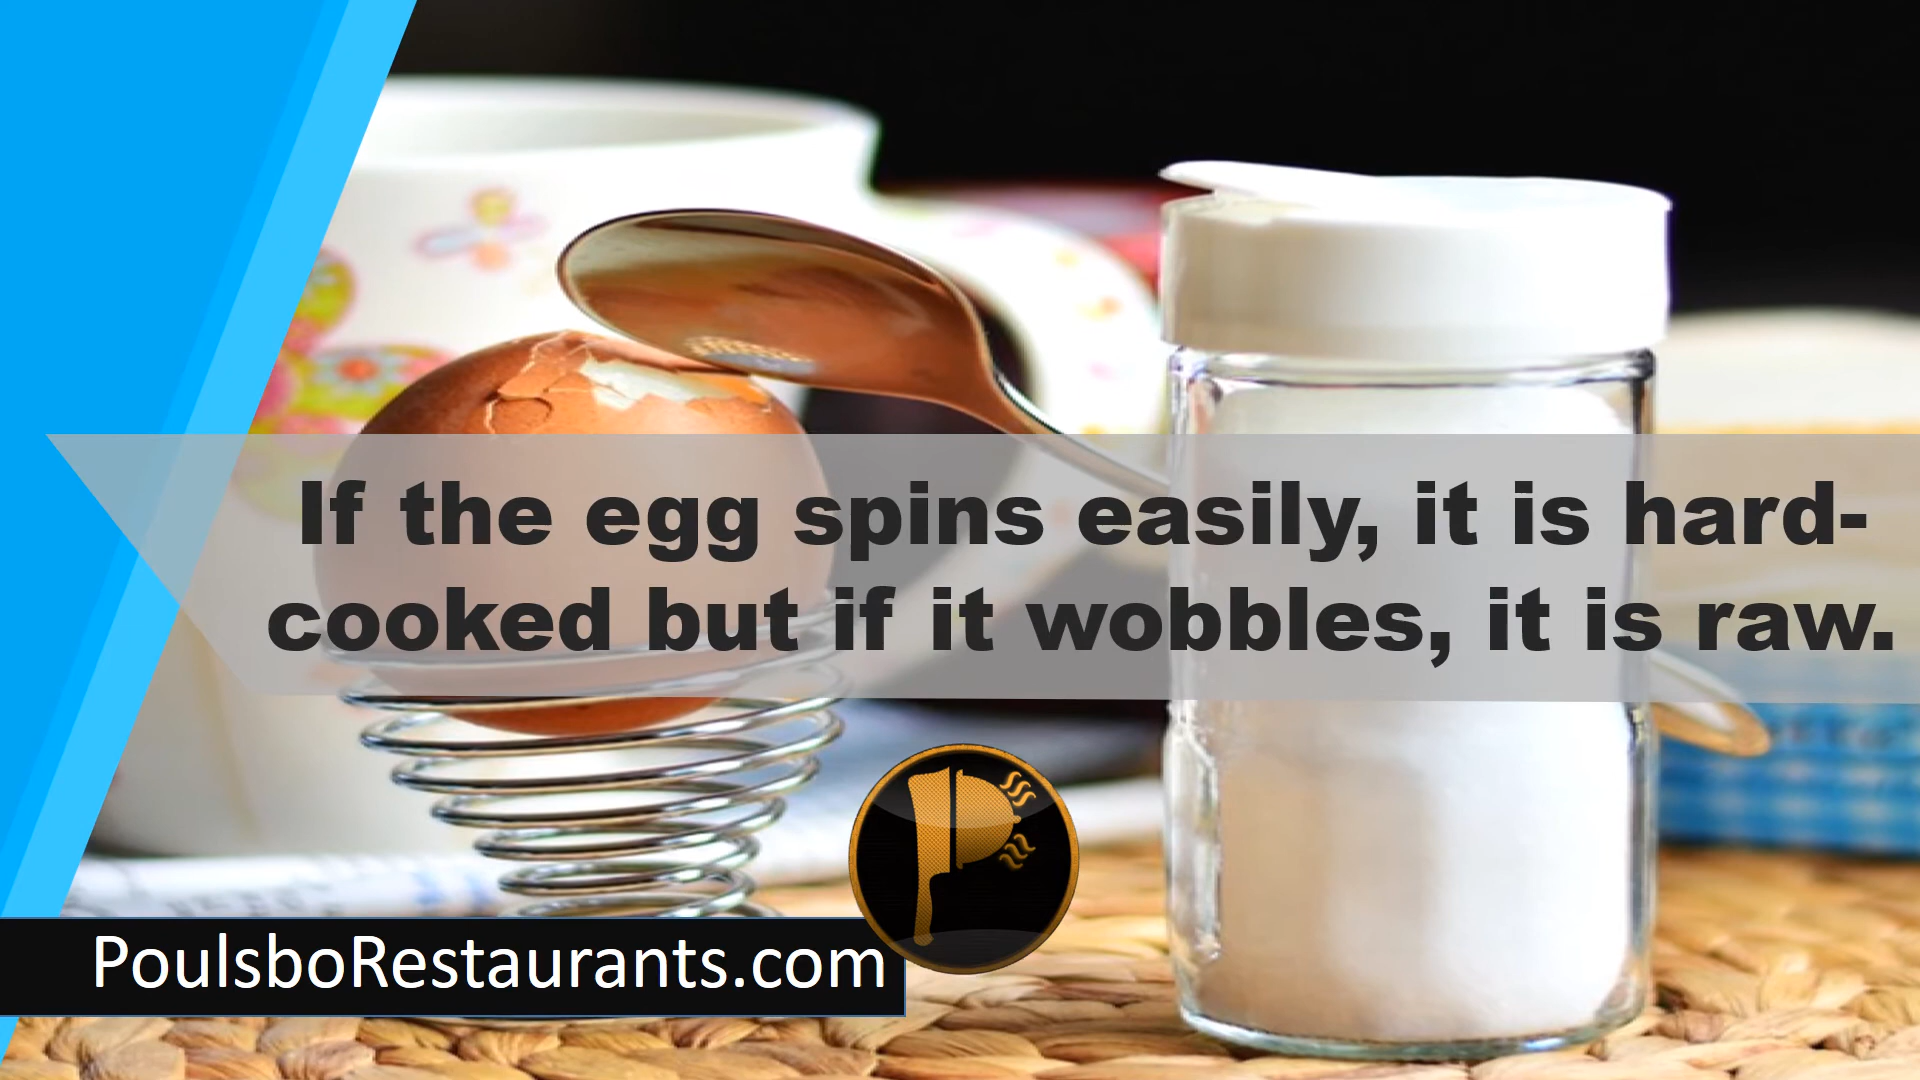 If the egg spins easily, it is hard-
cooked but if it wobbles, it is raw.
PoulsboRestaurants.com